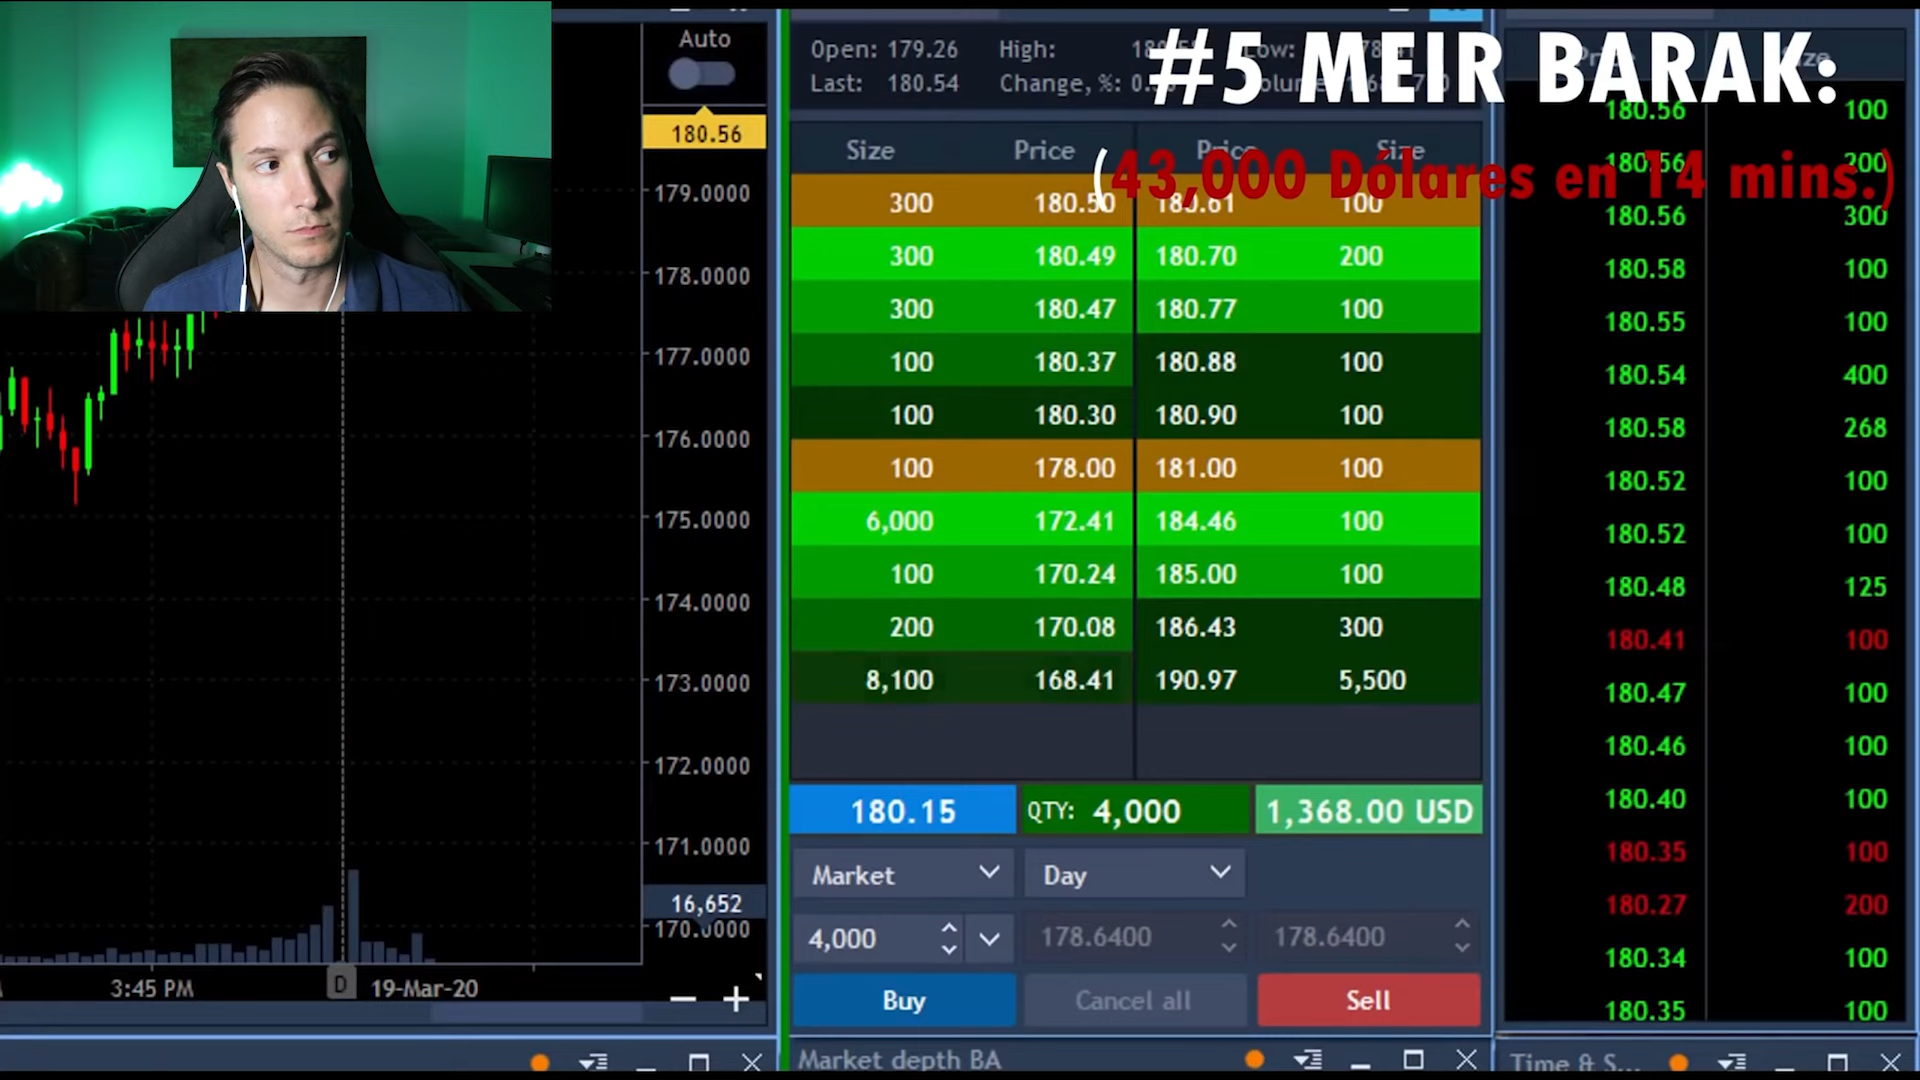 #5 MEIR BARAK:
(43,000 Dólares en 14 mins.)
Auto
180.56
179.0000
178.0000
177.0000
176.0000
175.0000
174.0000
173.0000
172.0000
171.0000
16,652
170.0000
3:45 PM D 19-Mar-20
Open: 179.26 High: Low:
Last: 180.54 Change, %:
Size Price Price Size
300 180.50 180.61 100
300 180.49 180.70 200
300 180.47 180.77 100
100 180.37 180.88 100
100 180.30 180.90 100
100 178.00 181.00 100
6,000 172.41 184.46 100
100 170.24 185.00 100
200 170.08 186.43 300
8,100 168.41 190.97 5,500
180.15 QTY: 4,000 1,368.00 USD
Market Day
4,000 178.6400 178.6400
Buy Cancel all Sell
Market depth BA
Price Size
180.56 100
180.56 200
180.56 300
180.58 100
180.55 100
180.54 400
180.58 268
180.52 100
180.52 100
180.48 125
180.41 100
180.47 100
180.46 100
180.40 100
180.35 100
180.27 200
180.34 100
180.35 100
Time & S...